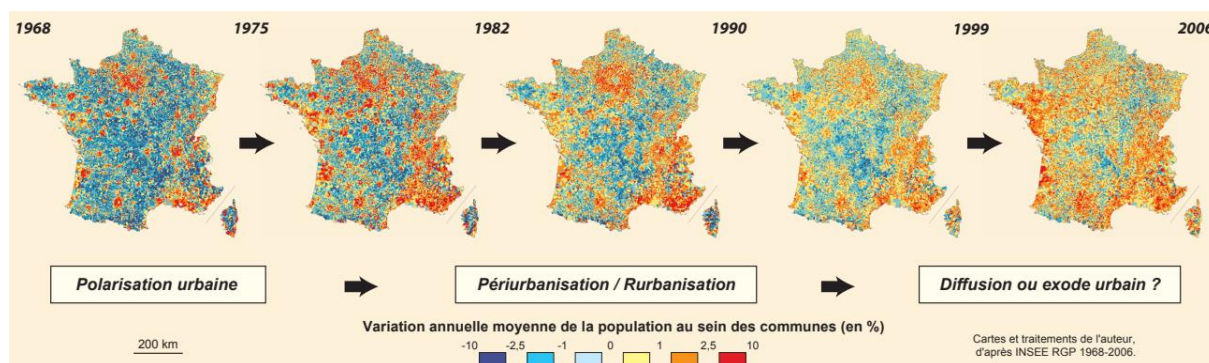 1968 1975 1982 1990 1999 2006
Polarisation urbaine
Périurbanisation / Rurbanisation
Diffusion ou exode urbain ?
Variation annuelle moyenne de la population au sein des communes (en %)
-10 -2,5 -1 0 1 2,5 10
200 km
Cartes et traitements de l'auteur,
d'après INSEE RGP 1968-2006.